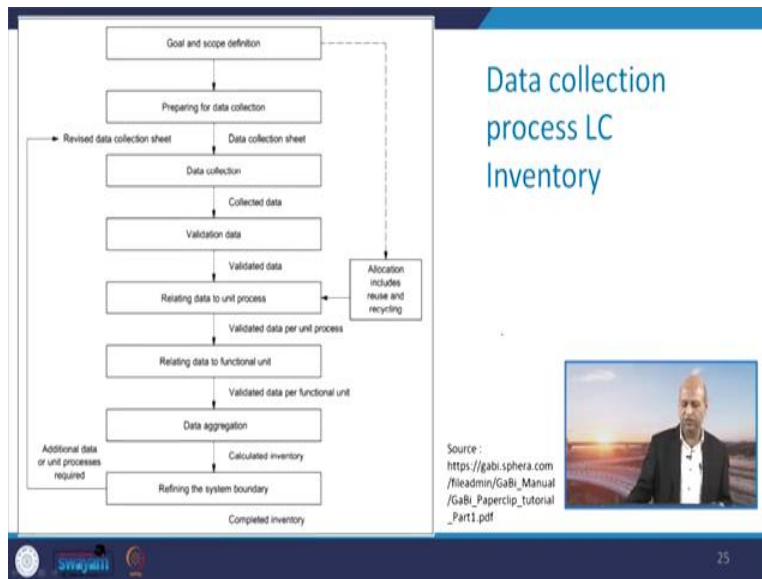 Goal and scope definition
Preparing for data collection
Revised data collection sheet
Data collection sheet
Data collection
Collected data
Validation data
Validated data
Allocation
includes
reuse and
recycling
Relating data to unit process
Validated data per unit process
Relating data to functional unit
Validated data per functional unit
Data aggregation
Calculated inventory
Additional data
or unit processes
required
Refining the system boundary
Completed inventory
Data collection
process LC
Inventory
Source :
https://gabi.sphera.com
/fileadmin/GaBi_Manual
/GaBi_Paperclip_tutorial
_Part1.pdf
swayam
25